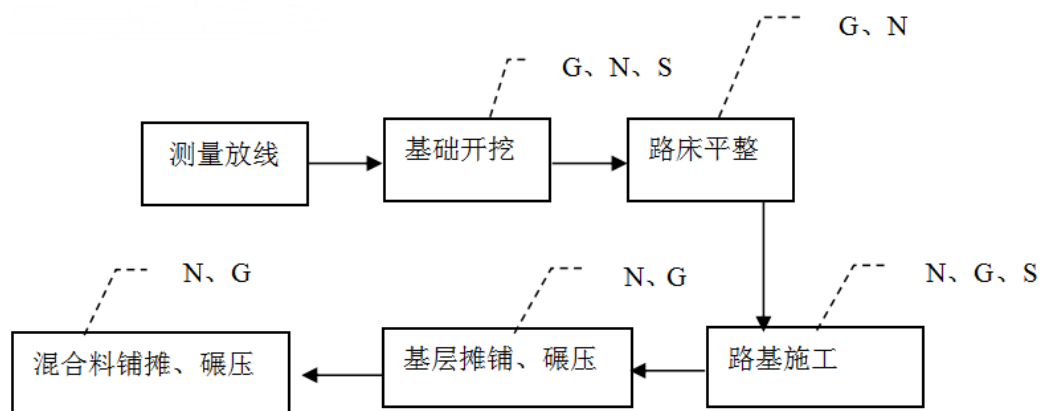 G、N
G、N、S
测量放线
基础开挖
路床平整
N、G
N、G
N、G、S
混合料铺摊、碾压
基层摊铺、碾压
路基施工